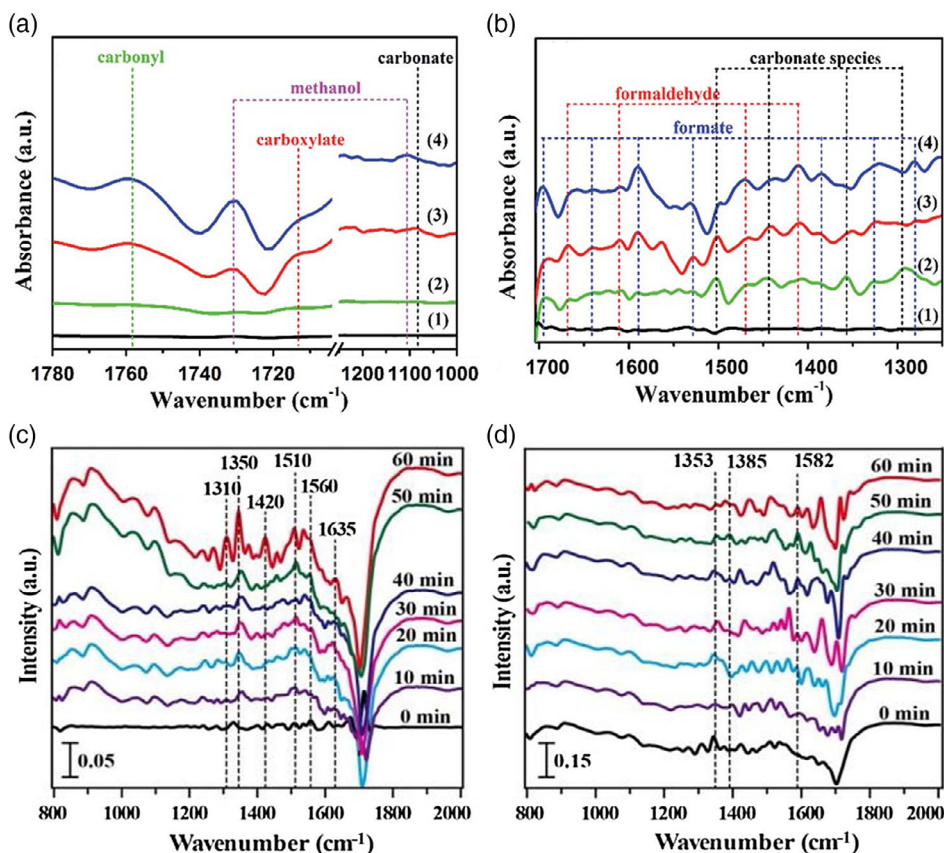 (a)
carbonyl
carbonate
methanol
carboxylate
(4)
(3)
(2)
(1)
Absorbance (a.u.)
1780 1760 1740 1720 1200 1100 1000
Wavenumber (cm-1)
(b)
carbonate species
formaldehyde
formate
(4)
(3)
(2)
(1)
Absorbance (a.u.)
1700 1600 1500 1400 1300
Wavenumber (cm-1)
(c)
1350 1510
1310 1420 1560
1635
60 min
50 min
40 min
30 min
20 min
10 min
0 min
0.05
Intensity (a.u.)
800 1000 1200 1400 1600 1800 2000
Wavenumber (cm-1)
(d)
1353 1385 1582
60 min
50 min
40 min
30 min
20 min
10 min
0 min
0.15
Intensity (a.u.)
800 1000 1200 1400 1600 1800 2000
Wavenumber (cm-1)